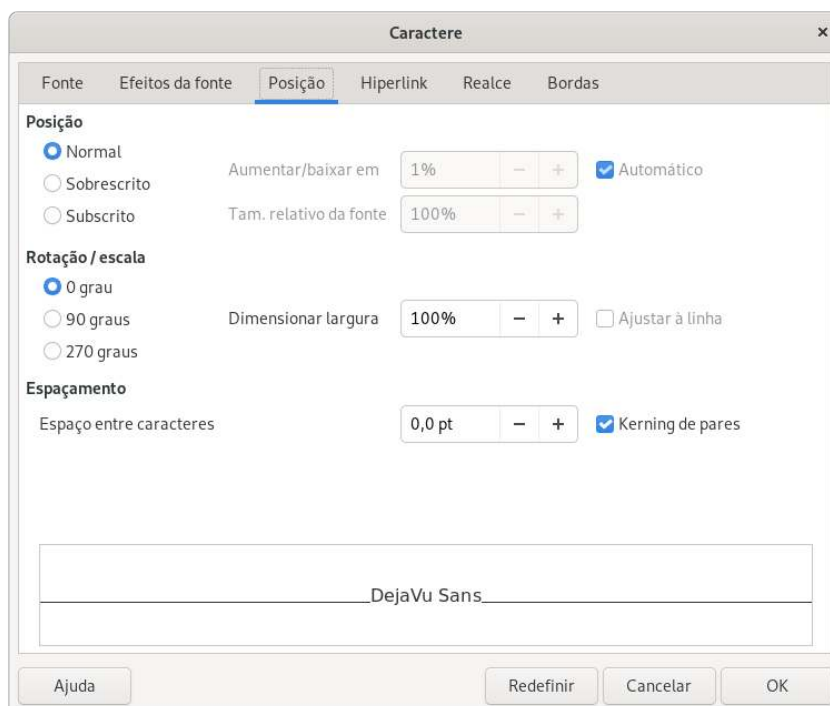 Caractere ×
Fonte Efeitos da fonte Posição Hiperlink Realce Bordas
Posição
Normal
Aumentar/baixar em 1% − + Automático
Sobrescrito
Subscrito Tam. relativo da fonte 100% − +
Rotação / escala
0 grau
90 graus Dimensionar largura 100% − + Ajustar à linha
270 graus
Espaçamento
Espaço entre caracteres 0,0 pt − + Kerning de pares
DejaVu Sans
Ajuda Redefinir Cancelar OK